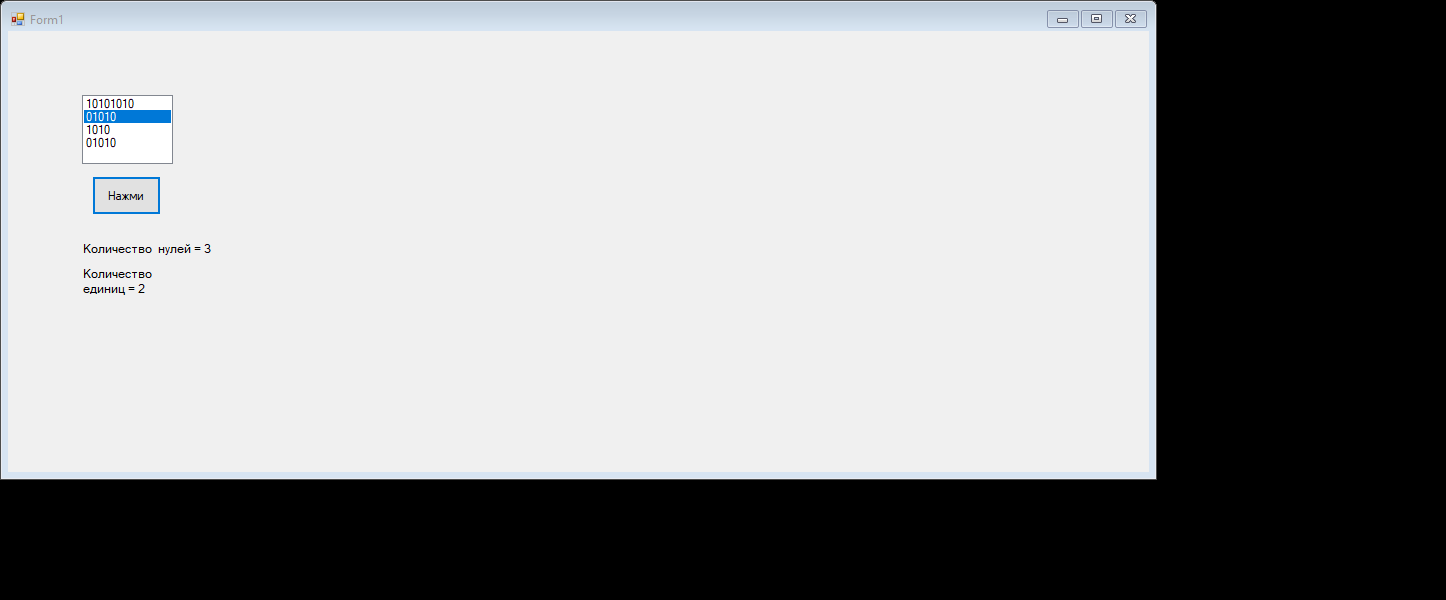 Form1
10101010
01010
1010
01010
Нажми
Количество  нулей = 3
Количество
единиц = 2